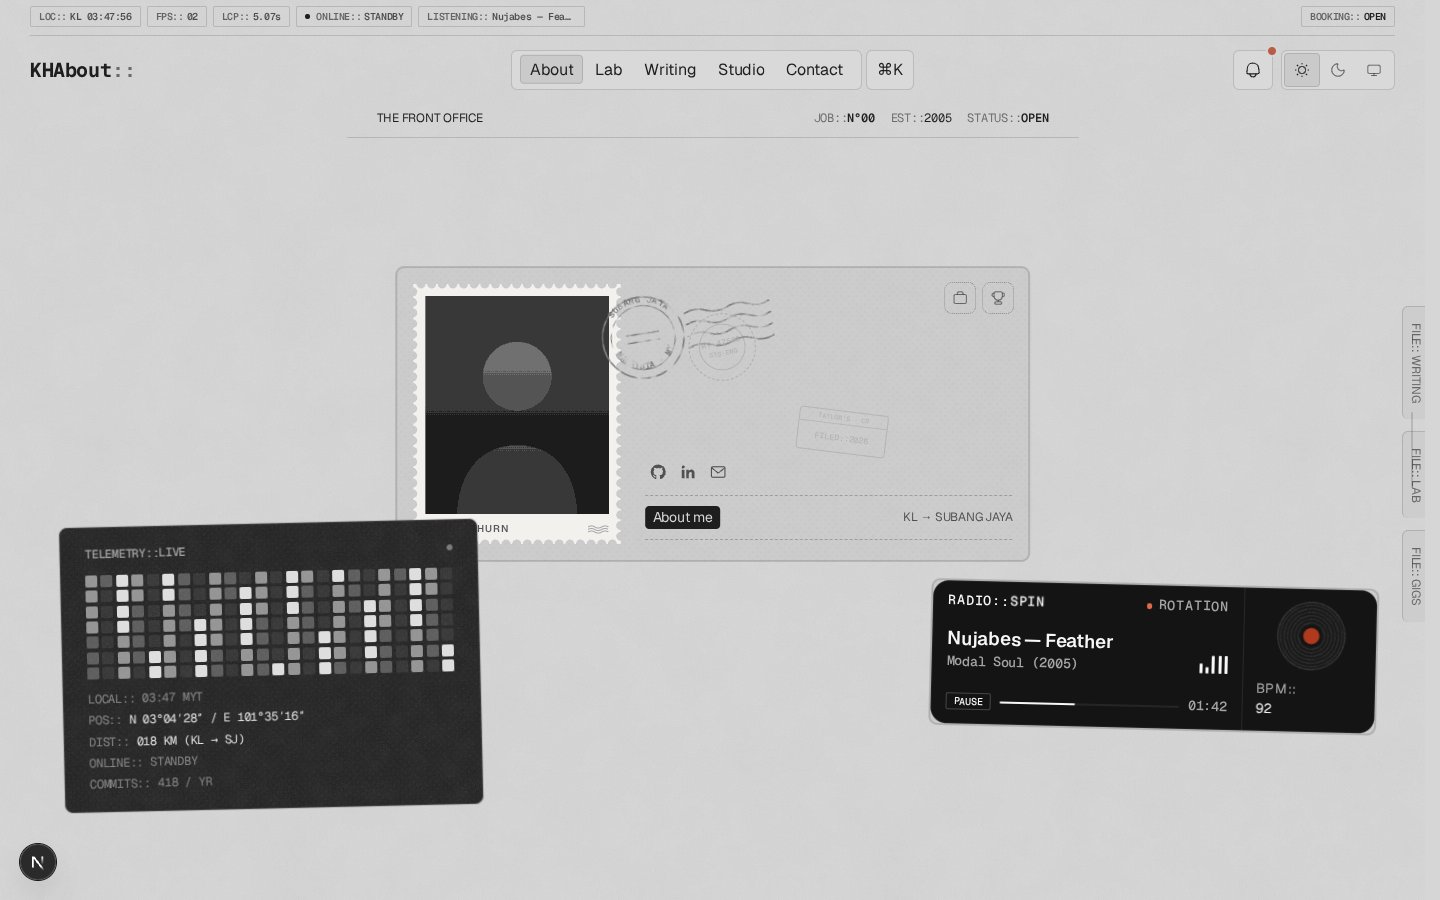 LOC:: KL 03:47:56
FPS:: 02
LCP:: 5.07s
ONLINE:: STANDBY
LISTENING:: Nujabes — Fea…
BOOKING:: OPEN
KHAbout::
About
Lab
Writing
Studio
Contact
⌘K
THE FRONT OFFICE
JOB::N°00
EST::2005
STATUS::OPEN
SUBANG JAYA
FILED::2026
HURN
About me
KL → SUBANG JAYA
FILE:: WRITING
FILE:: LAB
FILE:: GIGS
TELEMETRY::LIVE
LOCAL:: 03:47 MYT
POS:: N 03°04'28" / E 101°35'16"
DIST:: 018 KM (KL → SJ)
ONLINE:: STANDBY
COMMITS:: 418 / YR
RADIO::SPIN
ROTATION
Nujabes — Feather
Modal Soul (2005)
PAUSE
01:42
BPM::
92
N